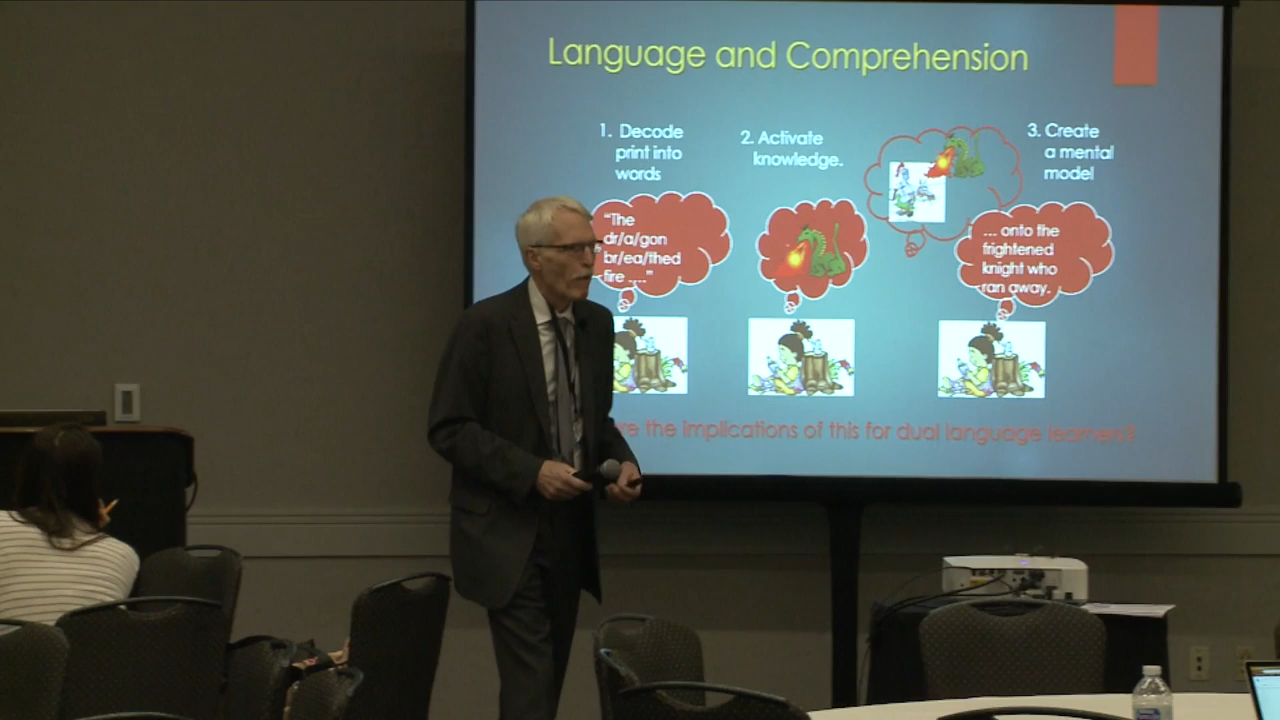 Language and Comprehension
1. Decode
print into
words
2. Activate
knowledge.
3. Create
a mental
model
"The
dr/a/gon
br/ea/thed
fire ...."
... onto the
frightened
knight who
ran away.
the implications of this for dual language learners?